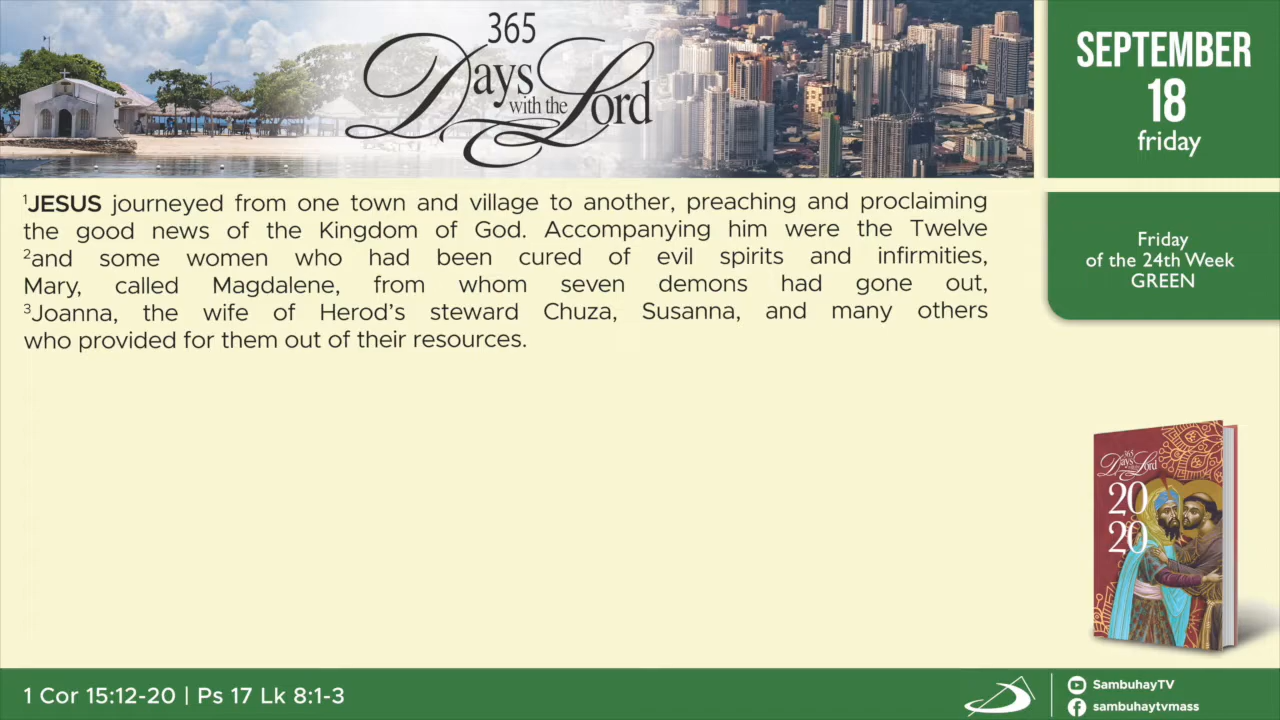 365
Days
with the
Lord
SEPTEMBER
18
friday
Friday
of the 24th Week
GREEN
¹JESUS journeyed from one town and village to another, preaching and proclaiming
the good news of the Kingdom of God. Accompanying him were the Twelve
²and some women who had been cured of evil spirits and infirmities,
Mary, called Magdalene, from whom seven demons had gone out,
³Joanna, the wife of Herod’s steward Chuza, Susanna, and many others
who provided for them out of their resources.
365
Days with the Lord
20
20
1 Cor 15:12-20 | Ps 17 Lk 8:1-3
SambuhayTV
sambuhaytvmass